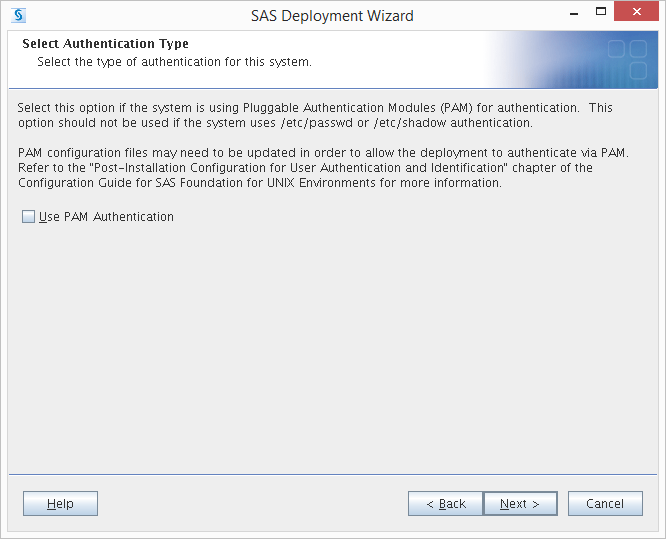 SAS Deployment Wizard
Select Authentication Type
Select the type of authentication for this system.
Select this option if the system is using Pluggable Authentication Modules (PAM) for authentication.  This
option should not be used if the system uses /etc/passwd or /etc/shadow authentication.
PAM configuration files may need to be updated in order to allow the deployment to authenticate via PAM.
Refer to the "Post-Installation Configuration for User Authentication and Identification" chapter of the
Configuration Guide for SAS Foundation for UNIX Environments for more information.
Use PAM Authentication
Help
< Back
Next >
Cancel